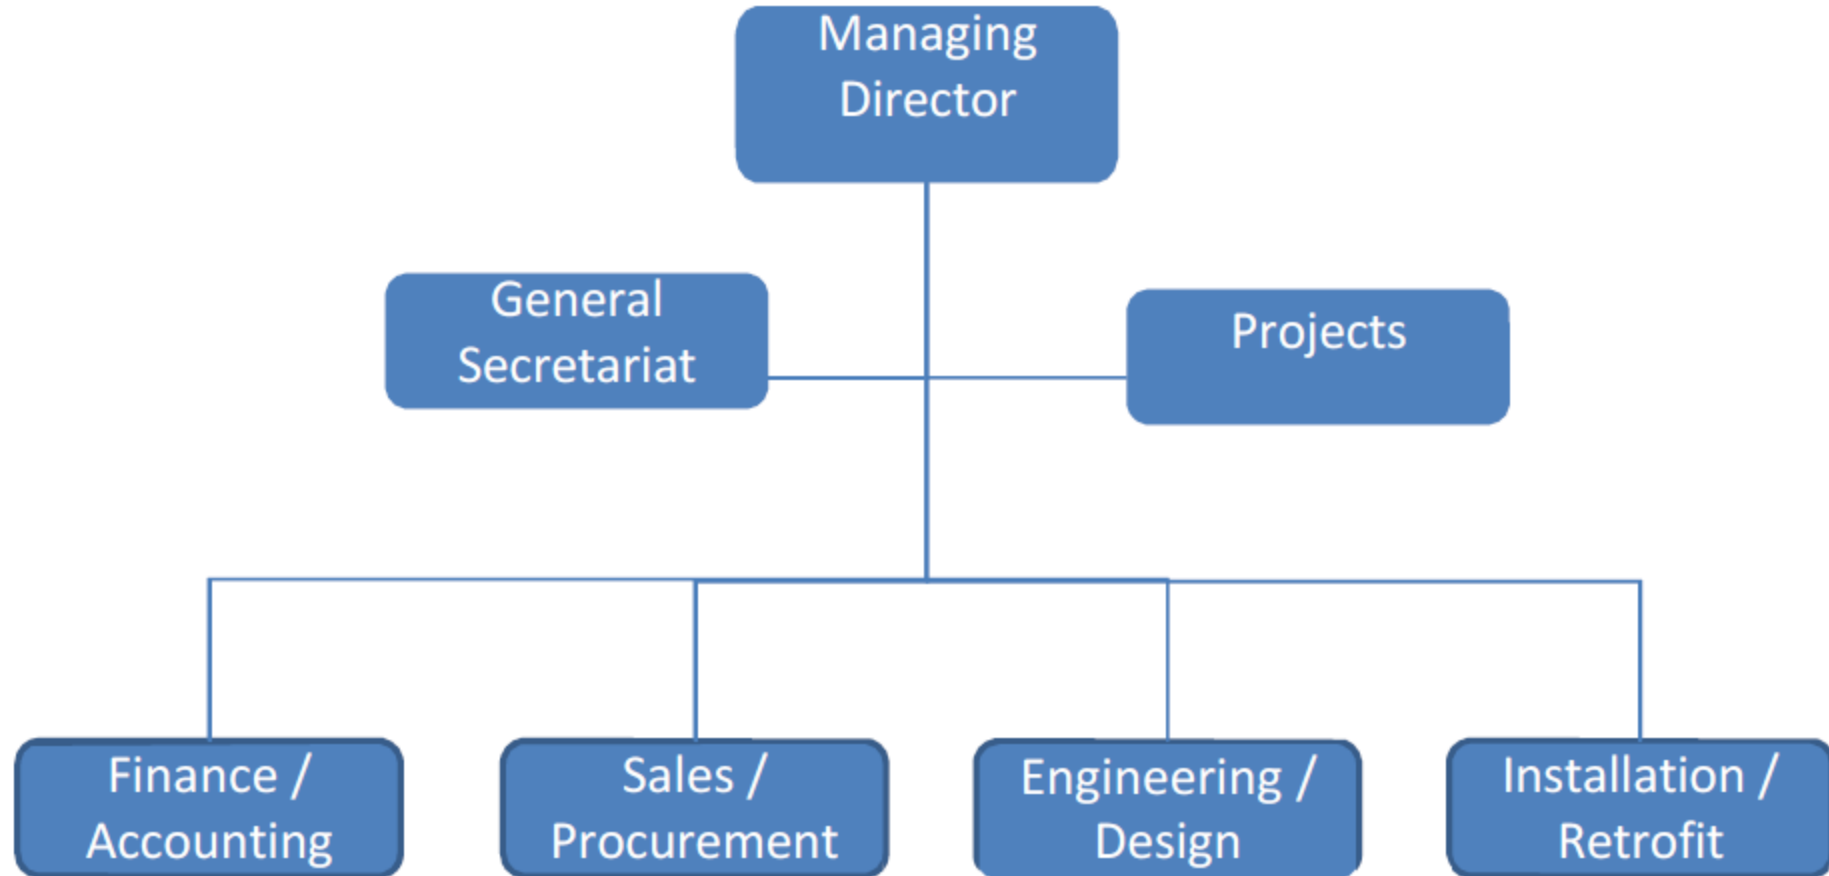 Managing
Director
General
Secretariat
Projects
Finance /
Accounting
Sales /
Procurement
Engineering /
Design
Installation /
Retrofit